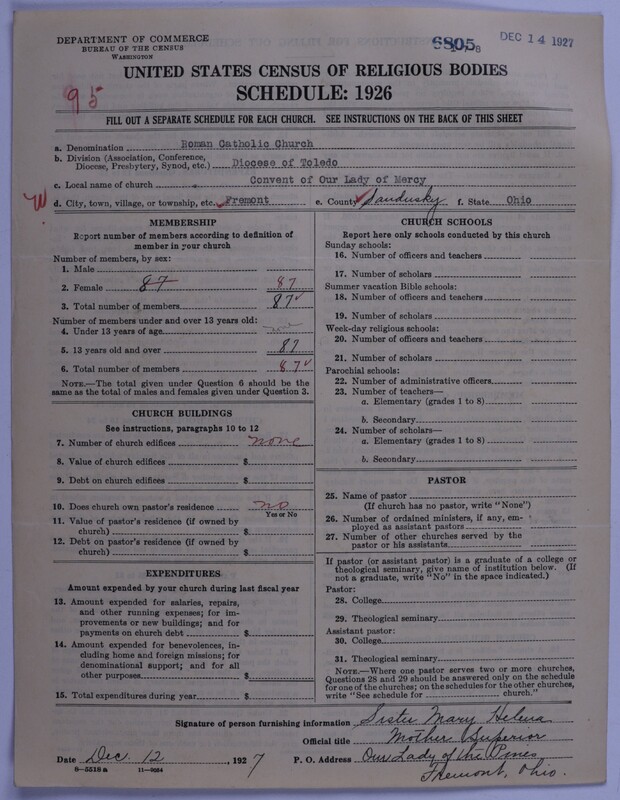 DEPARTMENT OF COMMERCE
BUREAU OF THE CENSUS
WASHINGTON
6805
DEC 14 1927
95
UNITED STATES CENSUS OF RELIGIOUS BODIES
SCHEDULE: 1926
FILL OUT A SEPARATE SCHEDULE FOR EACH CHURCH. SEE INSTRUCTIONS ON THE BACK OF THIS SHEET
a. Denomination Roman Catholic Church
b. Division (Association, Conference,
Diocese, Presbytery, Synod, etc.) Diocese of Toledo
c. Local name of church Convent of Our Lady of Mercy
d. City, town, village, or township, etc. Fremont e. County Sandusky f. State Ohio
MEMBERSHIP
Report number of members according to definition of
member in your church
Number of members, by sex:
1. Male
2. Female 87 87
3. Total number of members 87
Number of members under and over 13 years old:
4. Under 13 years of age
5. 13 years old and over 87
6. Total number of members 87
NOTE.—The total given under Question 6 should be the
same as the total of males and females given under Question 3.
CHURCH BUILDINGS
See instructions, paragraphs 10 to 12
7. Number of church edifices none
8. Value of church edifices $
9. Debt on church edifices $
10. Does church own pastor's residence no
Yes or No
11. Value of pastor's residence (if owned by
church) $
12. Debt on pastor's residence (if owned by
church) $
EXPENDITURES
Amount expended by your church during last fiscal year
13. Amount expended for salaries, repairs,
and other running expenses; for im-
provements or new buildings; and for
payments on church debt $
14. Amount expended for benevolences, in-
cluding home and foreign missions; for
denominational support; and for all
other purposes $
15. Total expenditures during year $
CHURCH SCHOOLS
Report here only schools conducted by this church
Sunday schools:
16. Number of officers and teachers
17. Number of scholars
Summer vacation Bible schools:
18. Number of officers and teachers
19. Number of scholars
Week-day religious schools:
20. Number of officers and teachers
21. Number of scholars
Parochial schools:
22. Number of administrative officers
23. Number of teachers—
a. Elementary (grades 1 to 8)
b. Secondary
24. Number of scholars—
a. Elementary (grades 1 to 8)
b. Secondary
PASTOR
25. Name of pastor
(If church has no pastor, write "None")
26. Number of ordained ministers, if any, em-
ployed as assistant pastors
27. Number of other churches served by the
pastor or his assistants
If pastor (or assistant pastor) is a graduate of a college or
theological seminary, give name of institution below. (If
not a graduate, write "No" in the space indicated.)
Pastor:
28. College
29. Theological seminary
Assistant pastor:
30. College
31. Theological seminary
NOTE.—Where one pastor serves two or more churches,
Questions 28 and 29 should be answered only on the schedule
for one of the churches; on the schedules for the other churches,
write "See schedule for church."
Signature of person furnishing information Sister Mary Helena
Official title Mother Superior
Date Dec. 12, 1927 P. O. Address Our Lady of the Pines
8-5518a 11-9064 Fremont, Ohio.